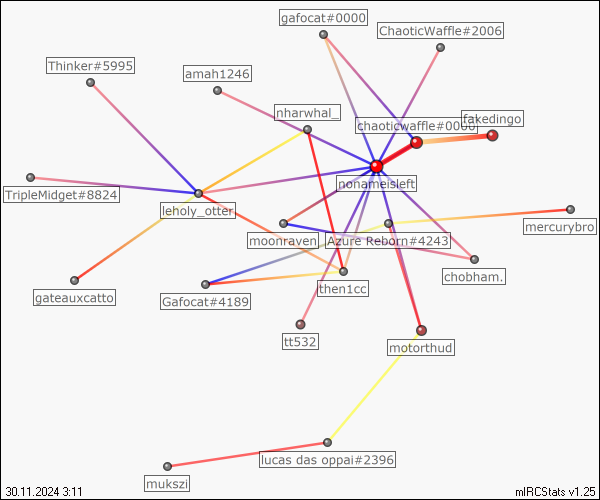 gafocat#0000
ChaoticWaffle#2006
Thinker#5995
amah1246
nharwhal_
chaoticwaffle#0000
fakedingo
nonameisleft
TripleMidget#8824
leholy_otter
moonraven
Azure Reborn#4243
mercurybro
chobham.
gateauxcatto
Gafocat#4189
then1cc
tt532
motorthud
lucas das oppai#2396
mukszi
30.11.2024 3:11
mIRCStats v1.25